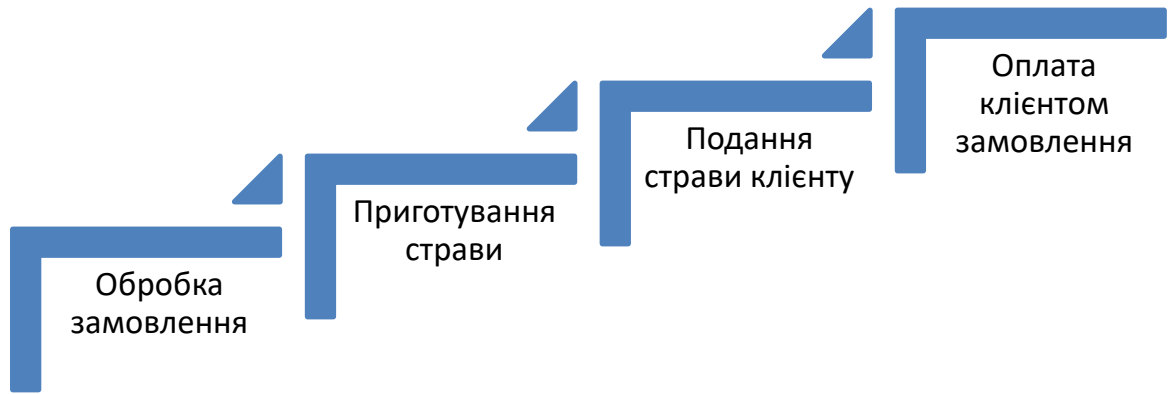 Обробка
замовлення
Приготування
страви
Подання
страви клієнту
Оплата
клієнтом
замовлення